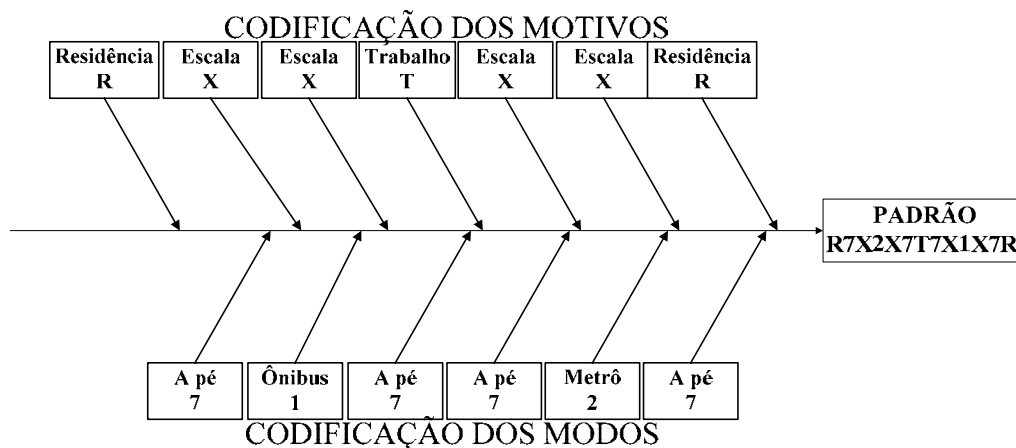 CODIFICAÇÃO DOS MOTIVOS
Residência
R
Escala
X
Escala
X
Trabalho
T
Escala
X
Escala
X
Residência
R
PADRÃO
R7X2X7T7X1X7R
A pé
7
Ônibus
1
A pé
7
A pé
7
Metrô
2
A pé
7
CODIFICAÇÃO DOS MODOS